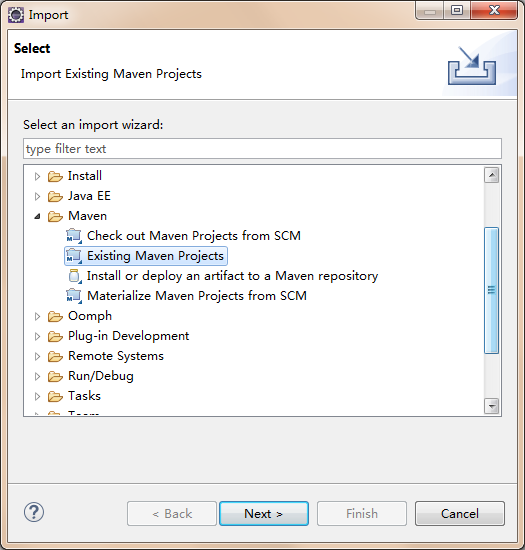 Import
Select
Import Existing Maven Projects
Select an import wizard:
type filter text
Install
Java EE
Maven
Check out Maven Projects from SCM
Existing Maven Projects
Install or deploy an artifact to a Maven repository
Materialize Maven Projects from SCM
Oomph
Plug-in Development
Remote Systems
Run/Debug
Tasks
Team
< Back
Next >
Finish
Cancel